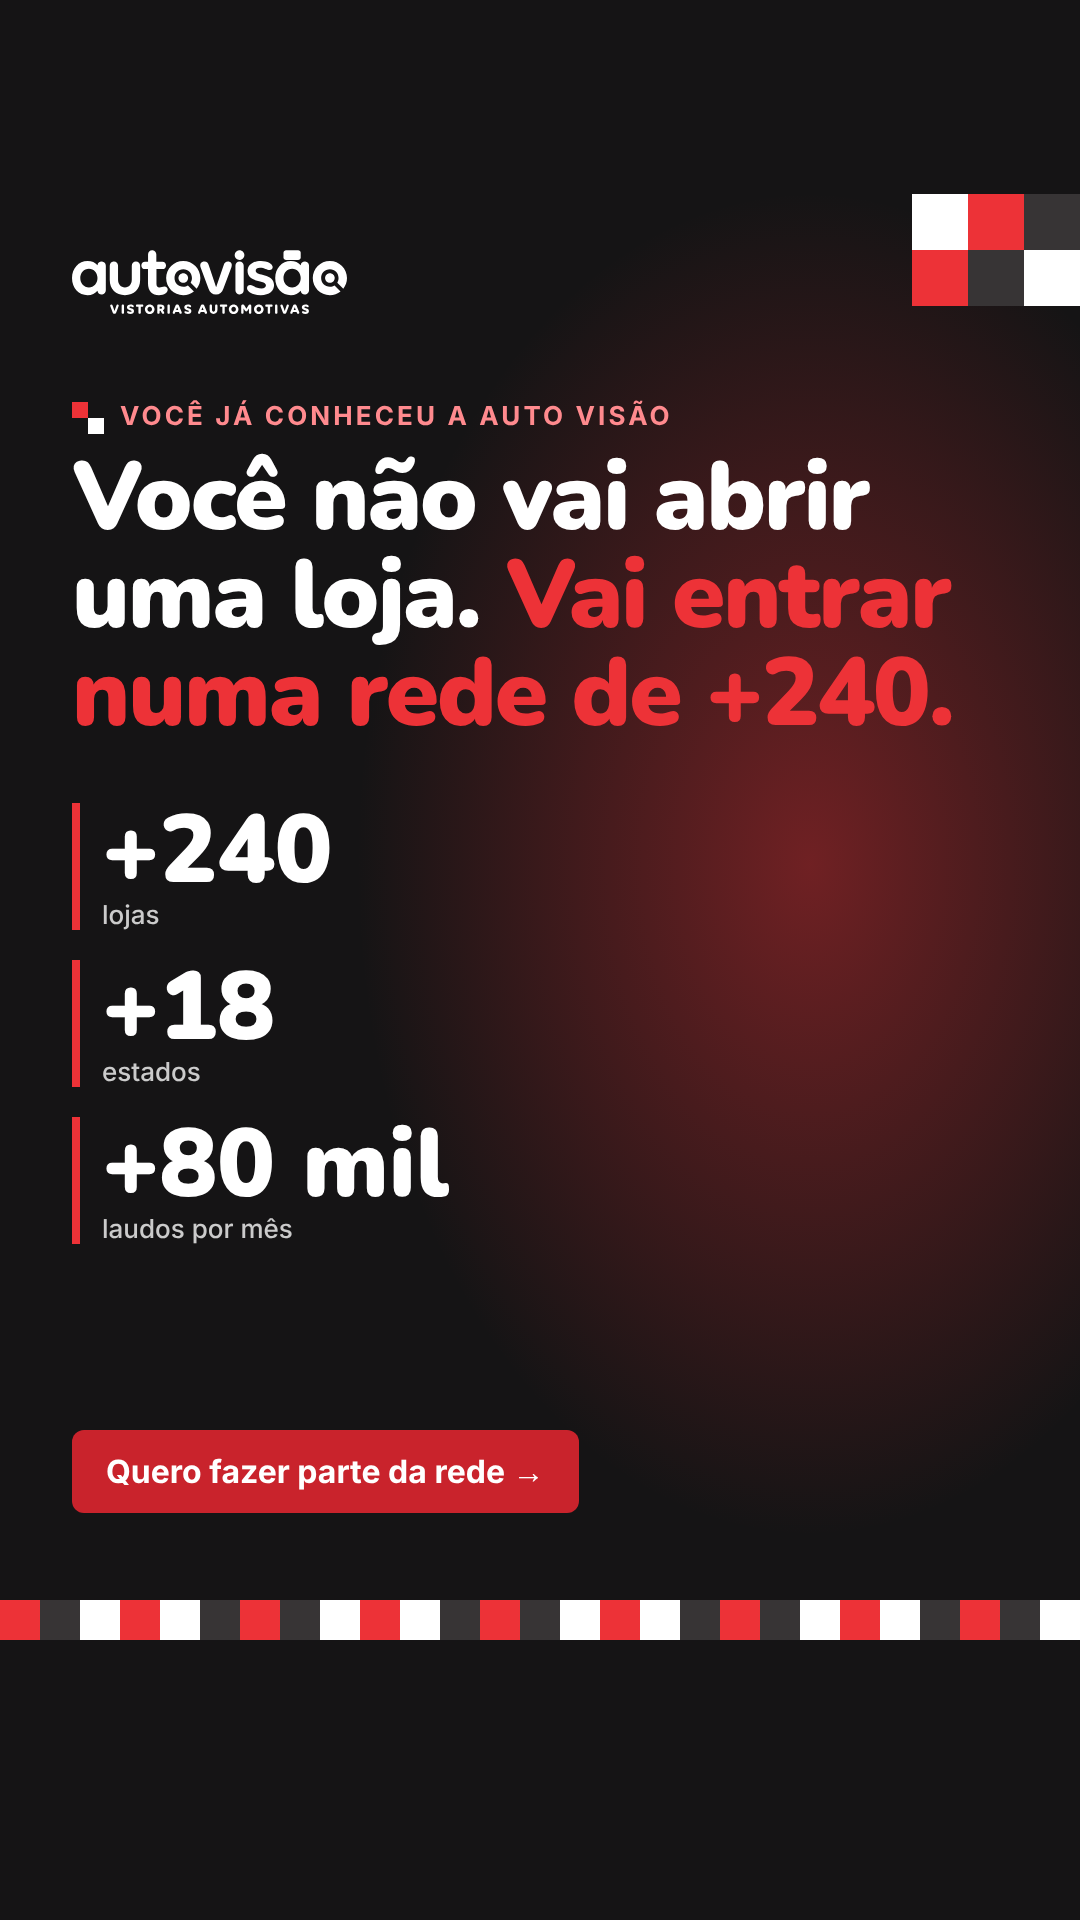 autovisão
VISTORIAS AUTOMOTIVAS
VOCÊ JÁ CONHECEU A AUTO VISÃO
Você não vai abrir
uma loja. Vai entrar
numa rede de +240.
+240
lojas
+18
estados
+80 mil
laudos por mês
Quero fazer parte da rede →